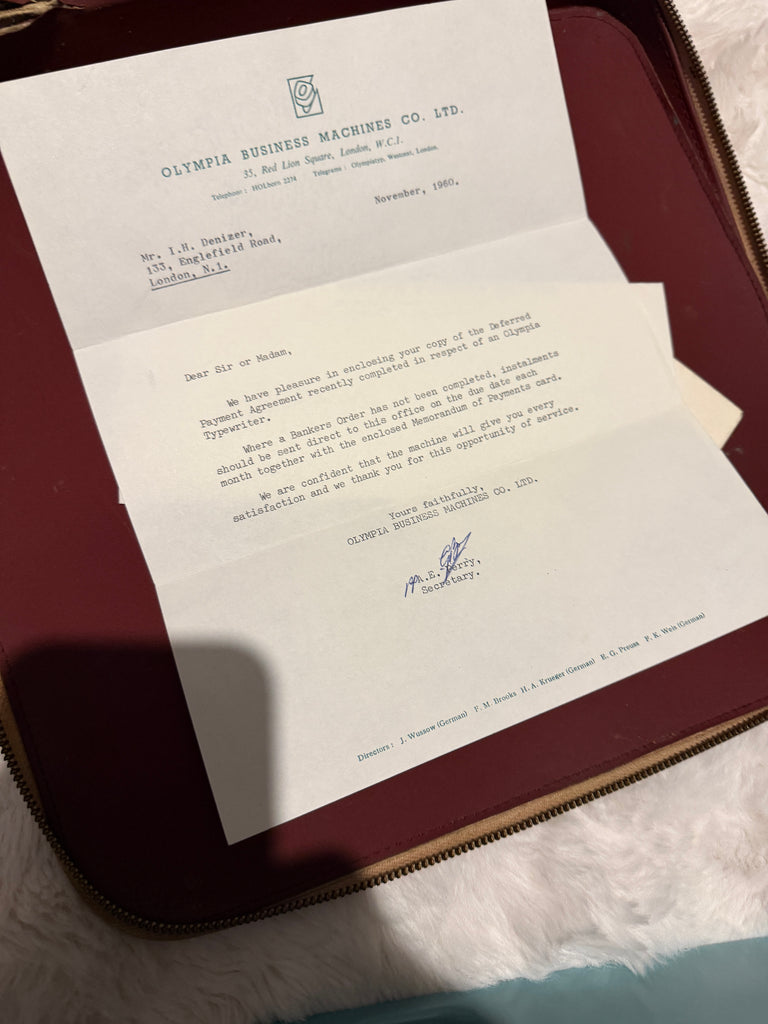 OLYMPIA BUSINESS MACHINES CO. LTD.
35, Red Lion Square, London, W.C.1.
Telephone : HOLborn 2274 Telegrams : Olympiatyp, Westcent, London.
November, 1960.
Mr. I.H. Denizer,
133, Englefield Road,
London, N.1.
Dear Sir or Madam,
We have pleasure in enclosing your copy of the Deferred
Payment Agreement recently completed in respect of an Olympia
Typewriter.
Where a Bankers Order has not been completed, instalments
should be sent direct to this office on the due date each
month together with the enclosed Memorandum of Payments card.
We are confident that the machine will give you every
satisfaction and we thank you for this opportunity of service.
Yours faithfully,
OLYMPIA BUSINESS MACHINES CO. LTD.
Secretary.
Directors : J. Wussow (German) F. M. Brooks H. A. Krueger (German) E. G. Preuss F. K. Weis (German)